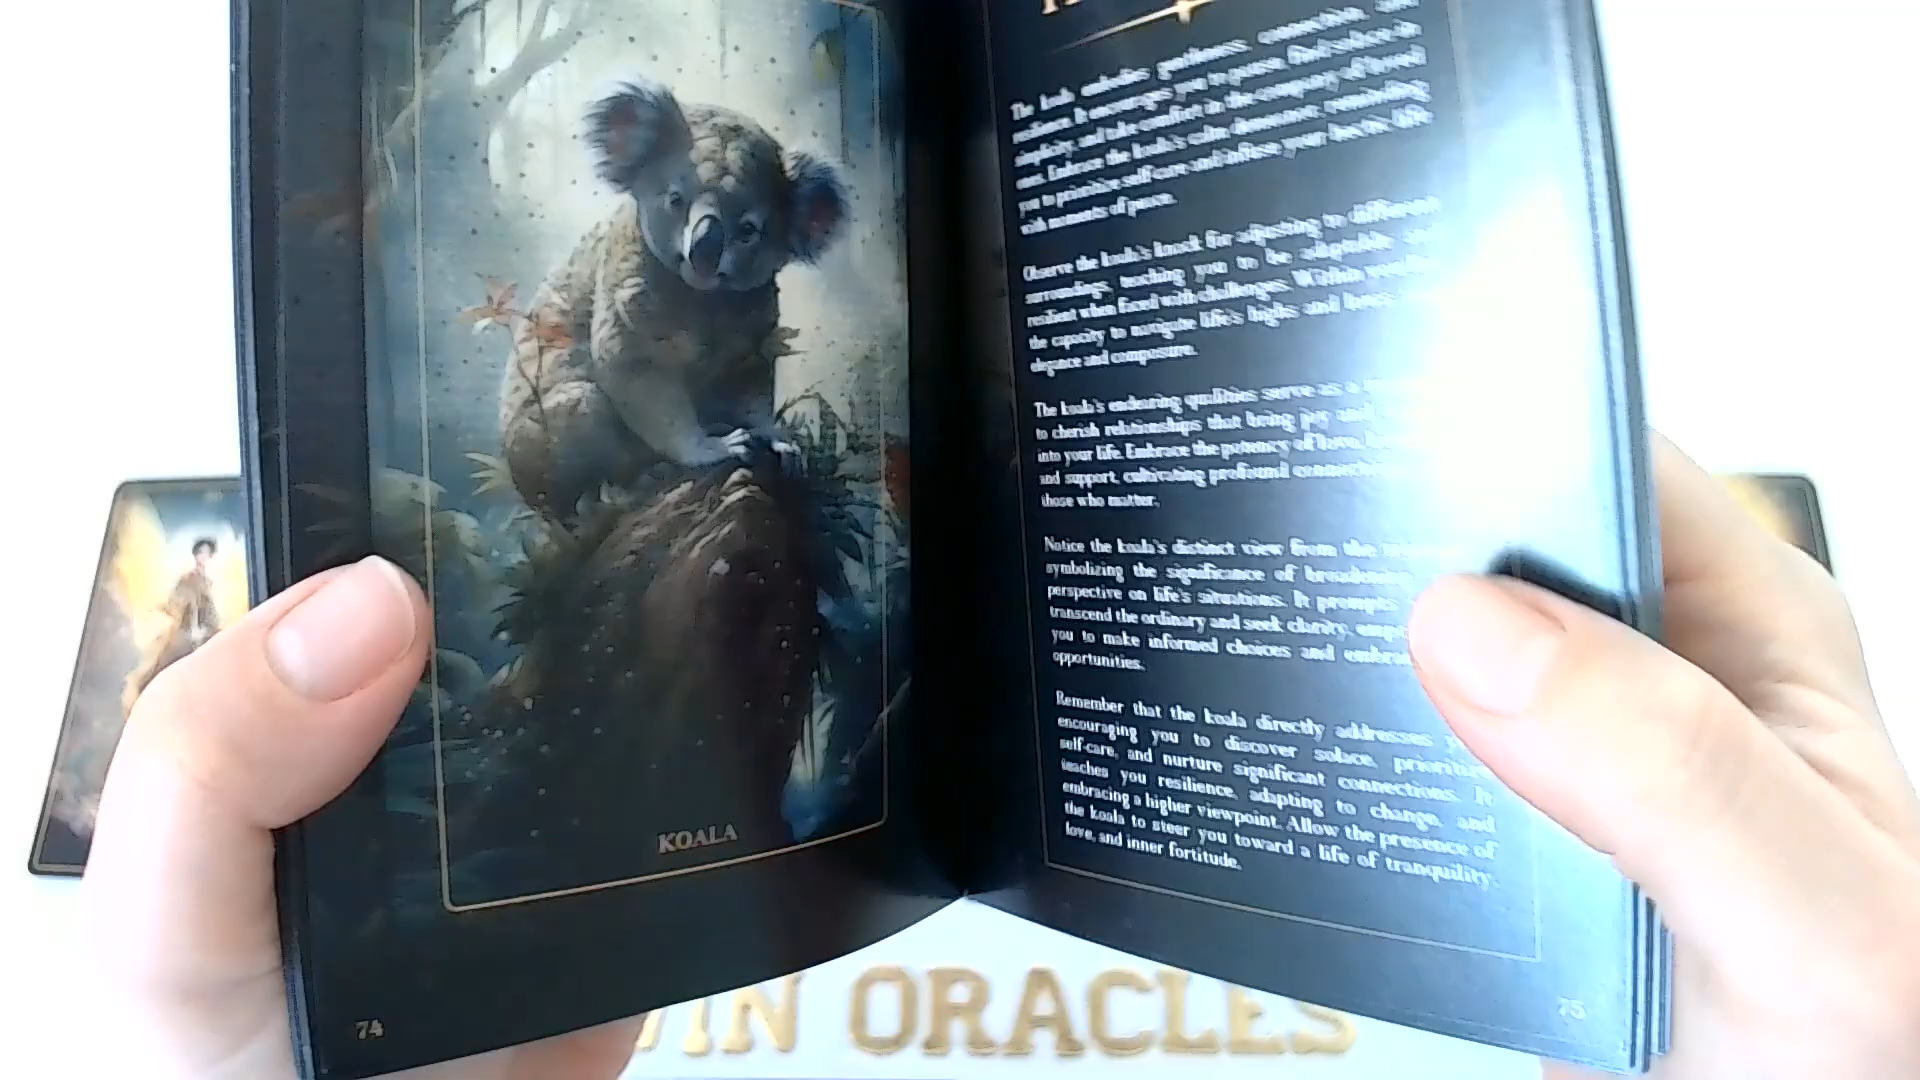 KOALA
74
The koala embodies gentleness, connection, and
resilience. It encourages you to pause, find solace in
simplicity, and take comfort in the company of loved
ones. Embrace the koala's calm demeanor, reminding
you to prioritise self-care and infuse your hectic life
with moments of peace.
Observe the koala's knack for adjusting to different
surroundings, teaching you to be adaptable and
resilient when faced with challenges. Within you is
the capacity to navigate life's highs and lows
elegance and composure.
The koala's endearing qualities serve as a
to cherish relationships that bring joy and
into your life. Embrace the potency of love,
and support, cultivating profound
those who matter.
Notice the koala's distinct view from the
symbolizing the significance of broadening
perspective on life's situations. It prompts
transcend the ordinary and seek clarity,
you to make informed choices and
opportunities.
Remember that the koala directly addresses
encouraging you to discover solace, prioritize
self-care, and nurture significant connections. It
teaches you resilience, adapting to change, and
embracing a higher viewpoint. Allow the presence of
the koala to steer you toward a life of tranquility,
love, and inner fortitude.
75
ORACLES